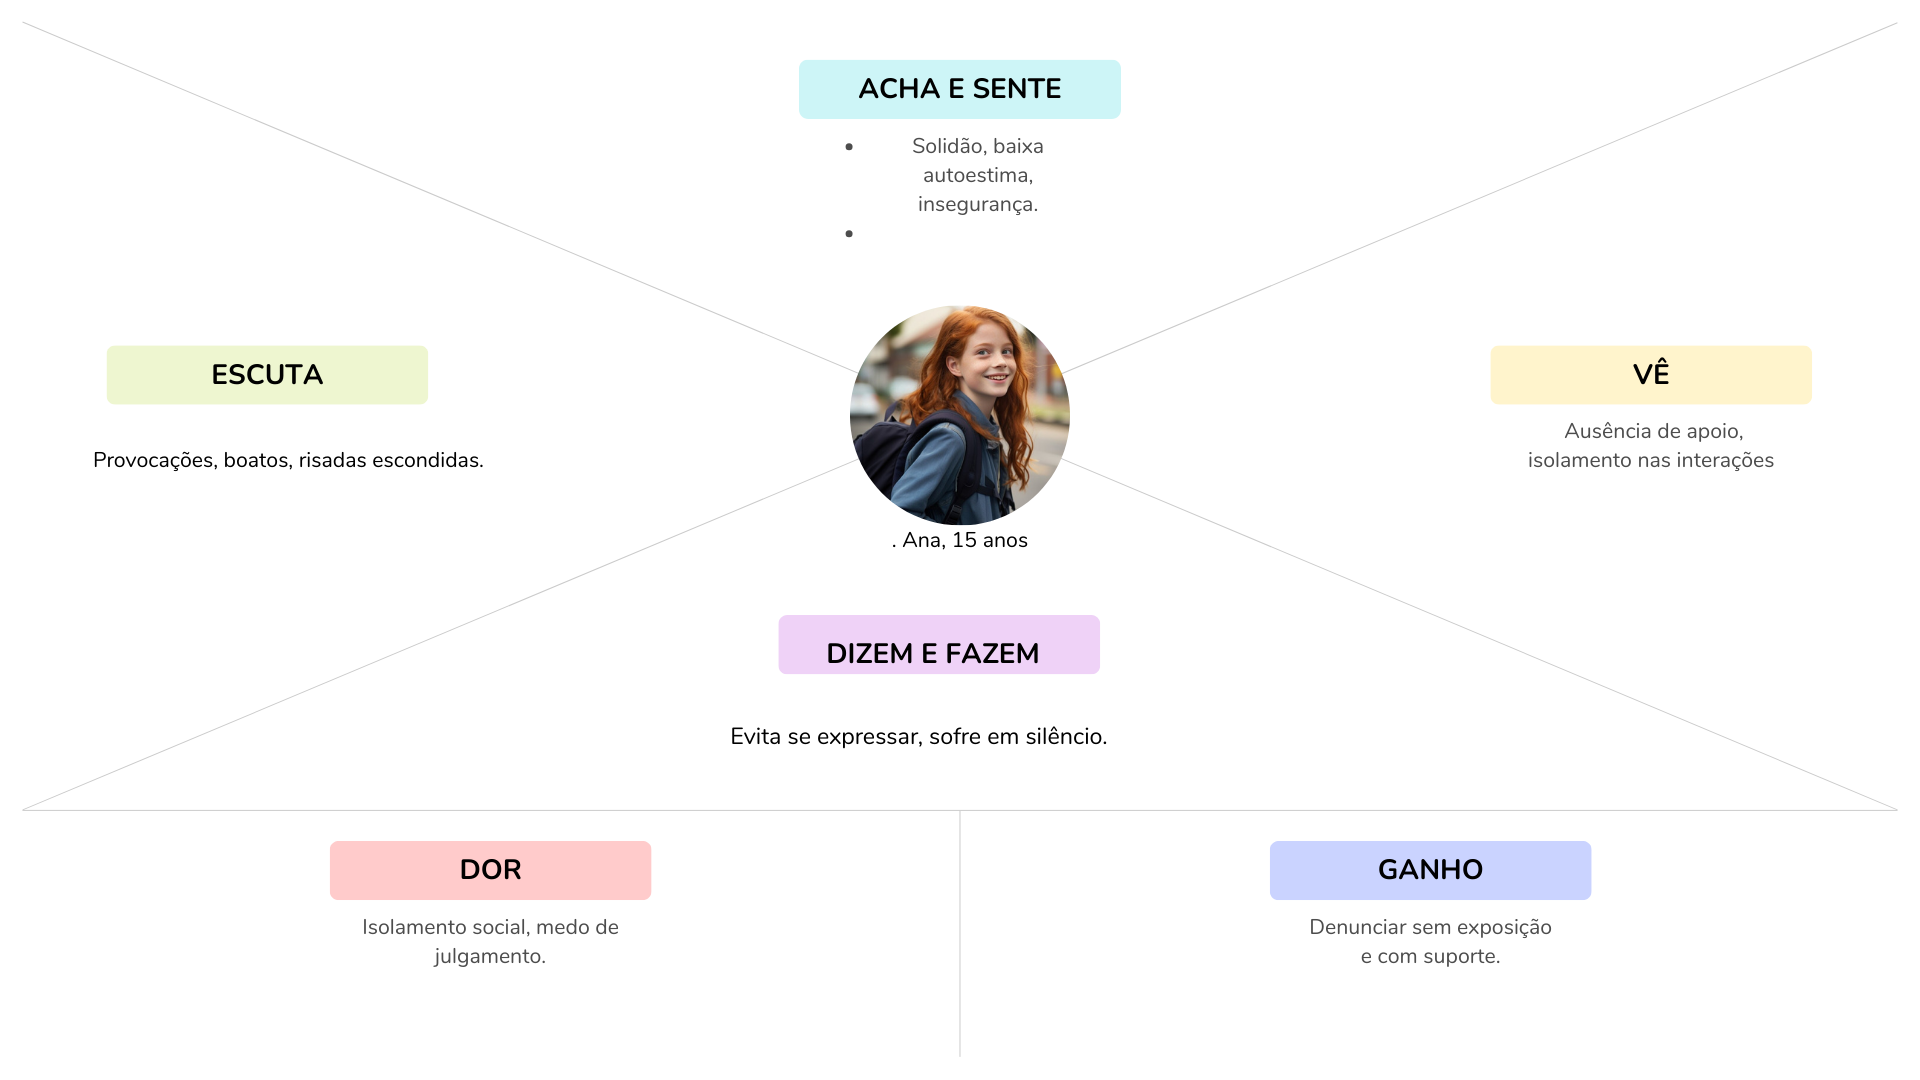 ACHA E SENTE
• Solidão, baixa
autoestima,
insegurança.
•
ESCUTA
Provocações, boatos, risadas escondidas.
VÊ
Ausência de apoio,
isolamento nas interações
. Ana, 15 anos
DIZEM E FAZEM
Evita se expressar, sofre em silêncio.
DOR
Isolamento social, medo de
julgamento.
GANHO
Denunciar sem exposição
e com suporte.